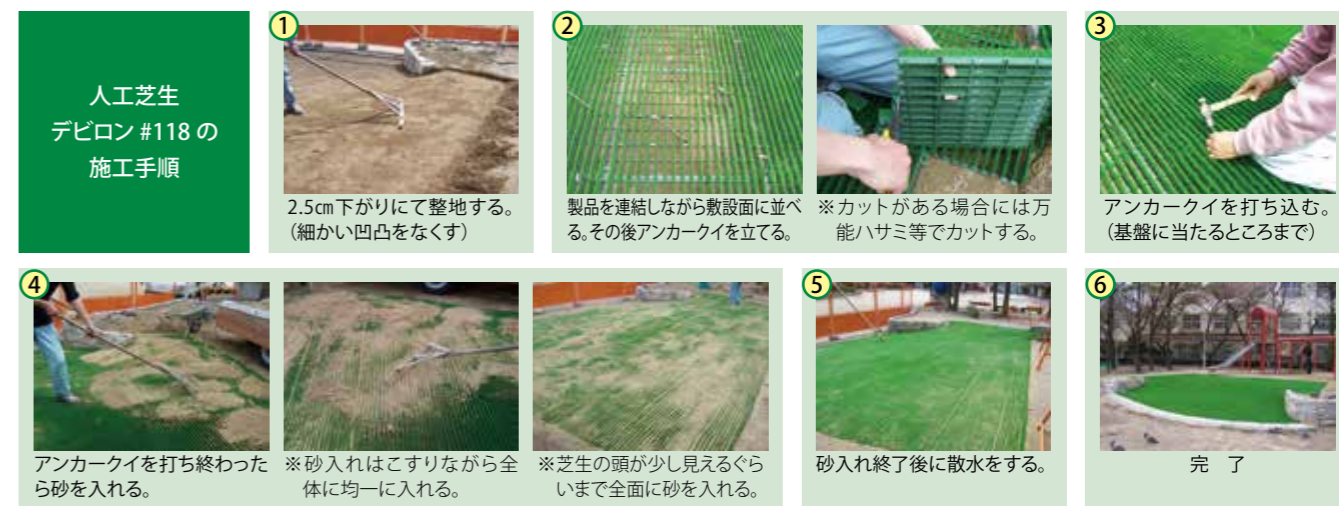 人工芝生
デビロン #118 の
施工手順
1
2.5㎝下がりにて整地する。
（細かい凹凸をなくす）
2
製品を連結しながら敷設面に並べ
る。その後アンカークイを立てる。
※カットがある場合には万
能ハサミ等でカットする。
3
アンカークイを打ち込む。
（基盤に当たるところまで）
4
アンカークイを打ち終わった
ら砂を入れる。
※砂入れはこすりながら全
体に均一に入れる。
※芝生の頭が少し見えるぐら
いまで全面に砂を入れる。
5
砂入れ終了後に散水をする。
6
完　了